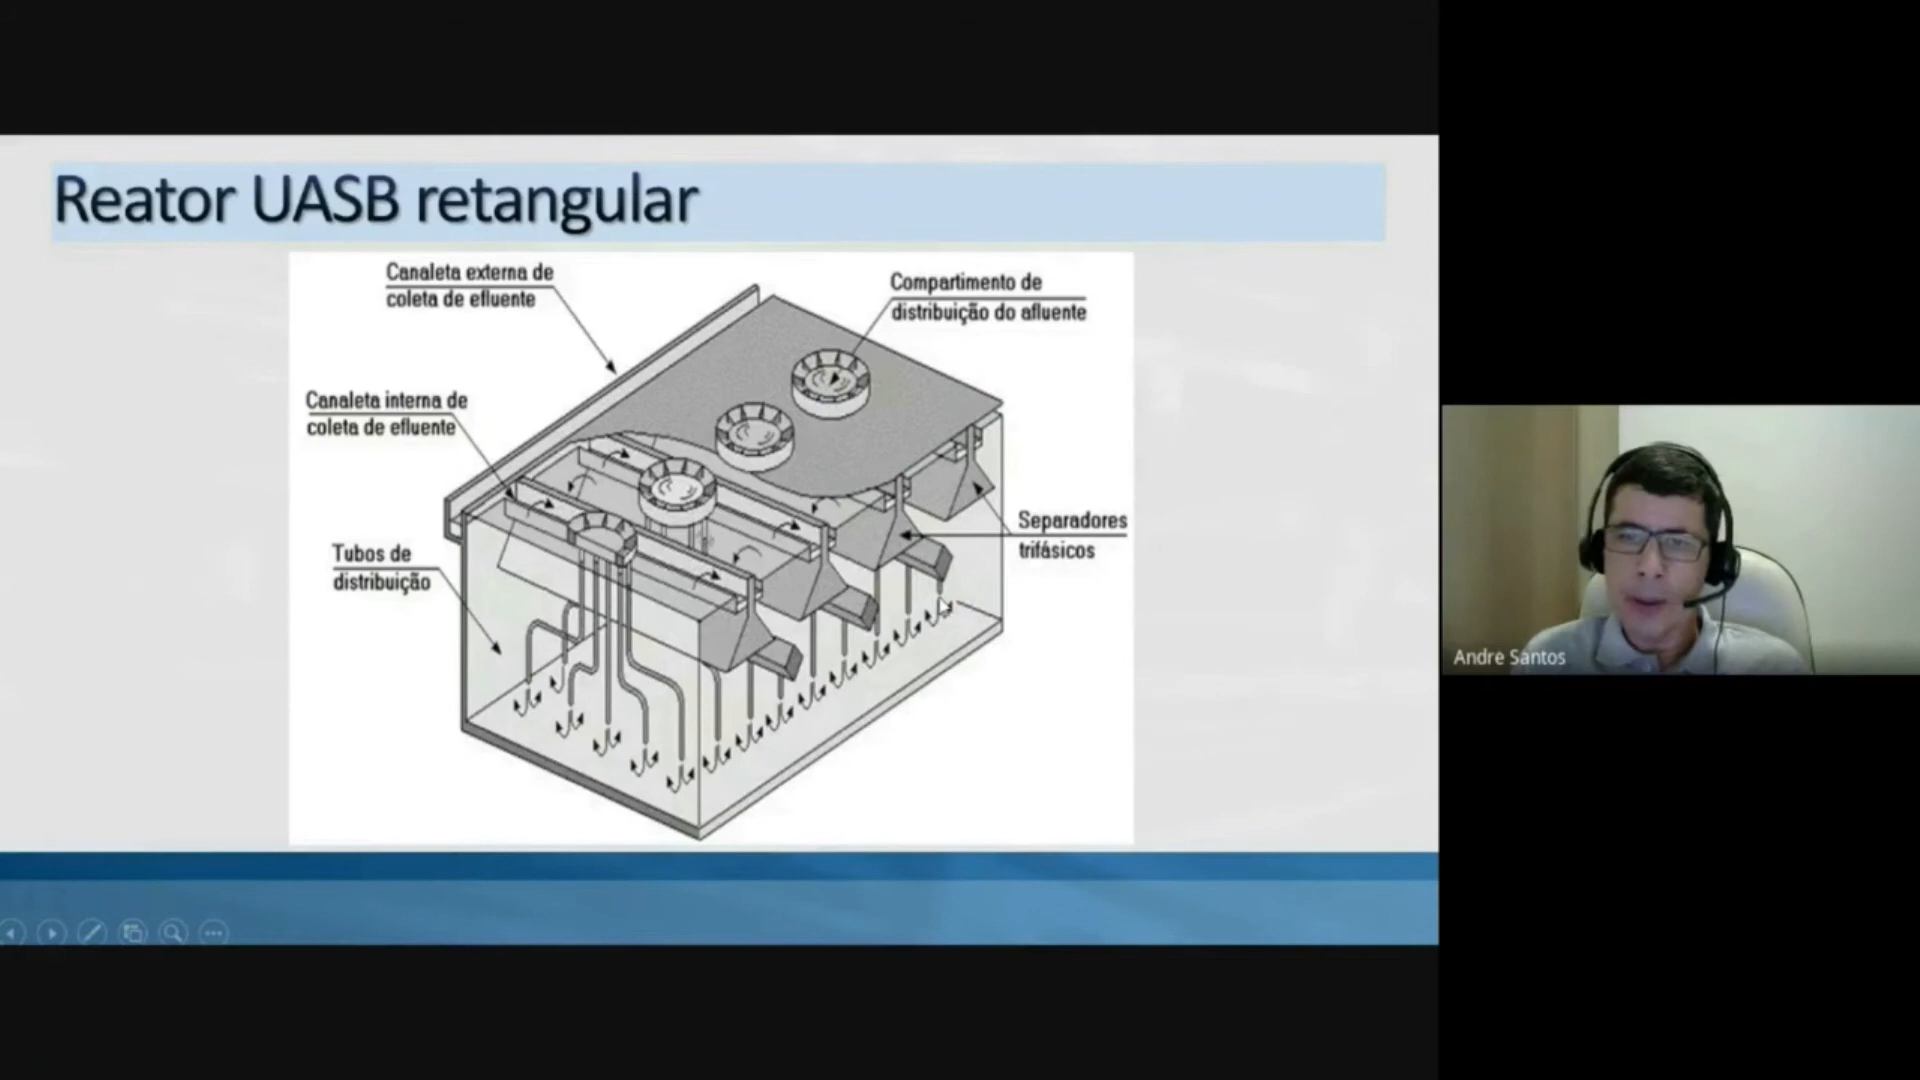 Reator UASB retangular
Canaleta externa de
coleta de efluente
Compartimento de
distribuição do afluente
Canaleta interna de
coleta de efluente
Separadores
trifásicos
Tubos de
distribuição
Andre Santos